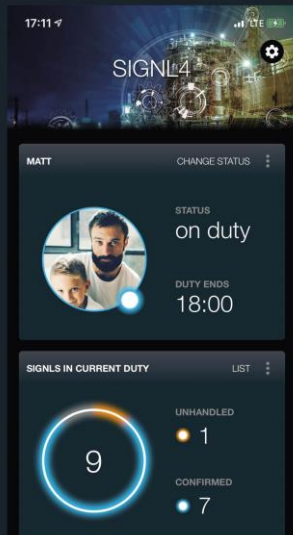 17:11 LTE
SIGNL4
MATT CHANGE STATUS
STATUS
on duty
DUTY ENDS
18:00
SIGNLS IN CURRENT DUTY LIST
UNHANDLED
9 1
CONFIRMED
7